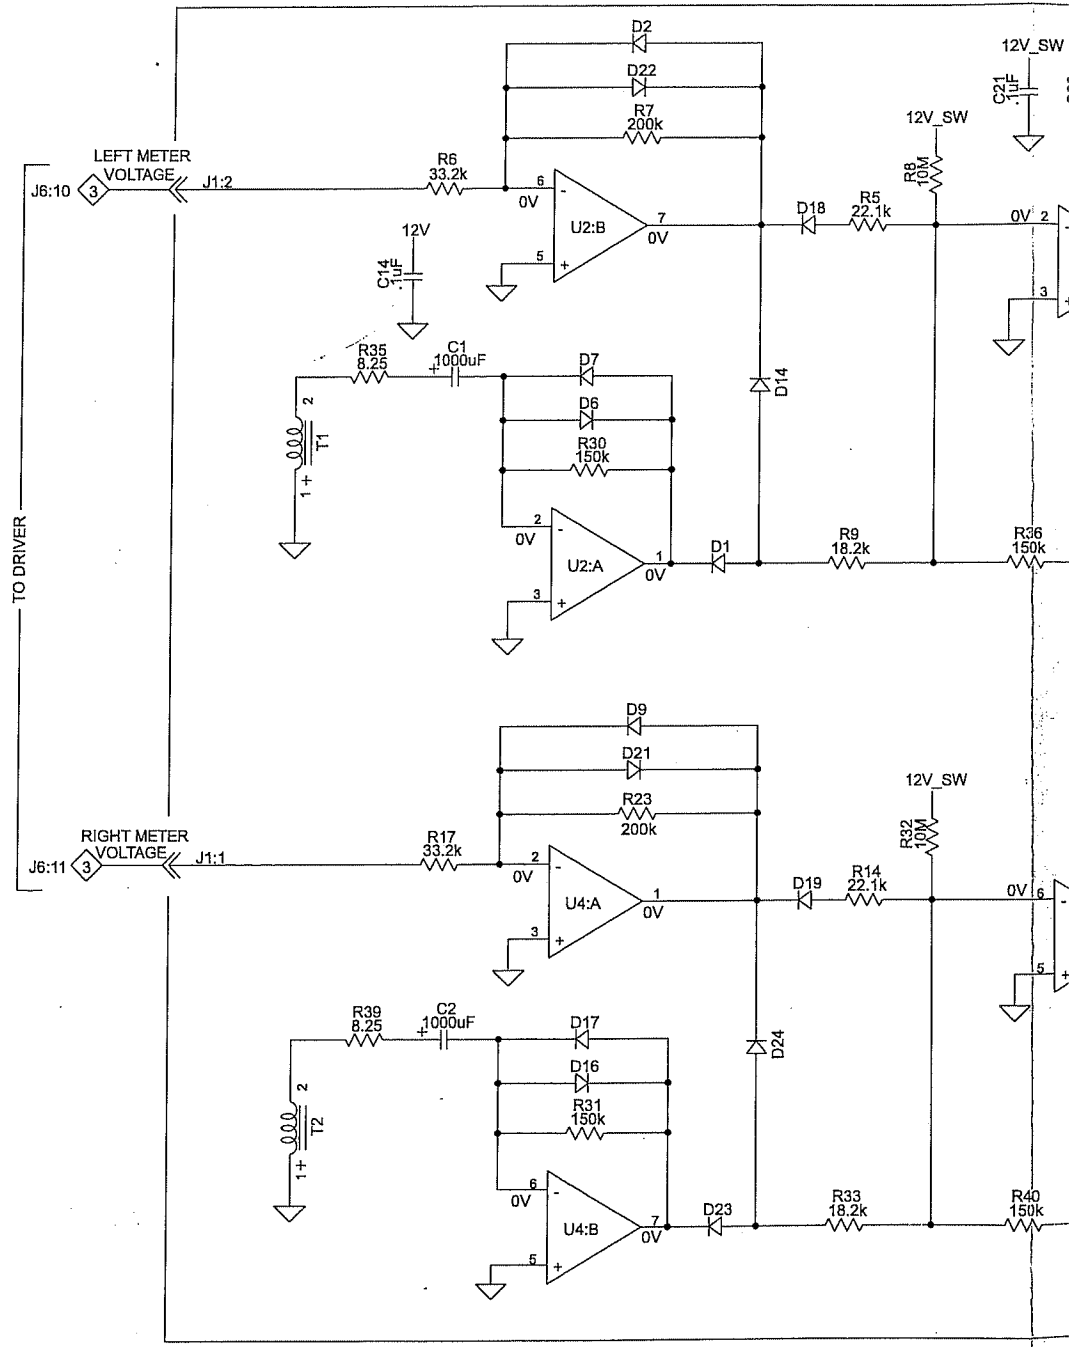 D2
D22
R7
200k
12V_SW
C21
.1uF
12V_SW
R8
10M
LEFT METER
VOLTAGE
J6:10
3
J1:2
R6
33.2k
6
-
0V
U2:B
7
0V
5
+
D18
R5
22.1k
0V
2
-
3
+
12V
C14
.1uF
R35
8.25
C1
+
1000uF
D7
D6
R30
150k
D14
2
T1
1 +
2
-
0V
U2:A
1
0V
3
+
D1
R9
18.2k
R36
150k
TO DRIVER
D9
D21
R23
200k
12V_SW
R32
10M
RIGHT METER
VOLTAGE
J6:11
3
J1:1
R17
33.2k
2
-
0V
U4:A
1
0V
3
+
D19
R14
22.1k
0V
6
-
5
+
R39
8.25
C2
+
1000uF
D17
D16
R31
150k
D24
2
T2
1+
6
-
0V
U4:B
7
0V
5
+
D23
R33
18.2k
R40
150k